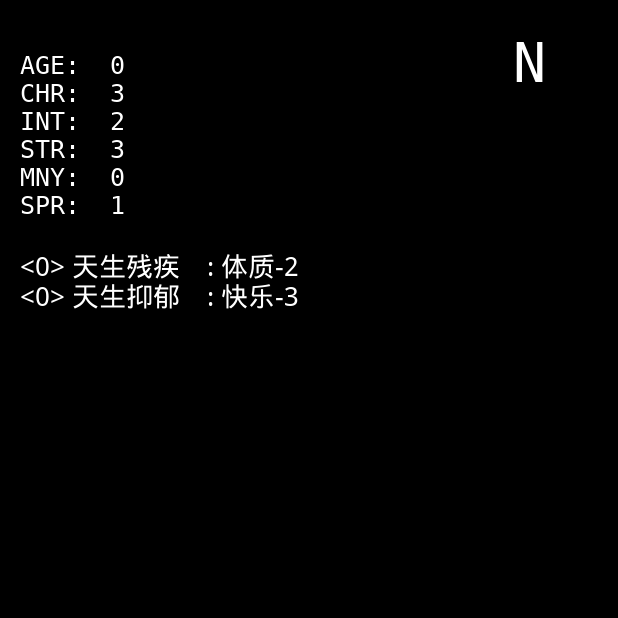 N
AGE: 0
CHR: 3
INT: 2
STR: 3
MNY: 0
SPR: 1
<O> 天生残疾 : 体质-2
<O> 天生抑郁 : 快乐-3